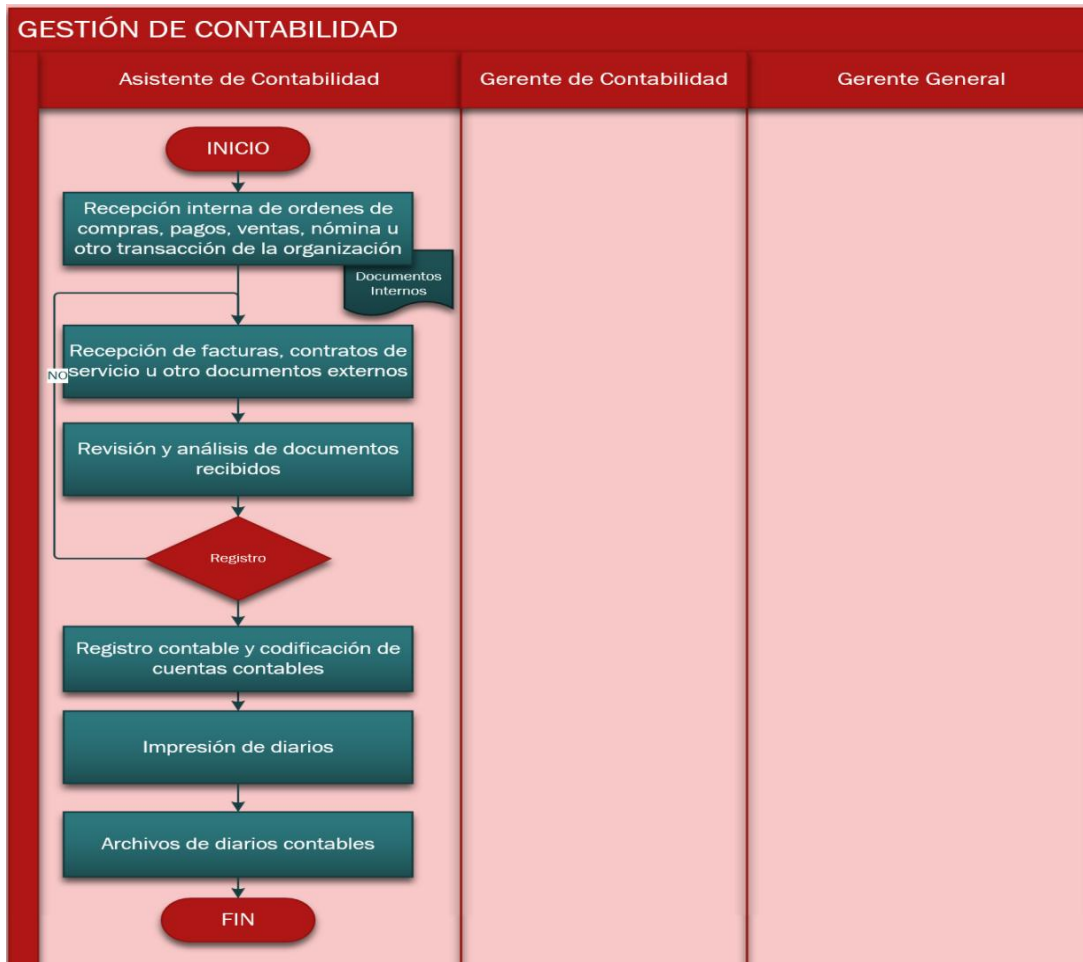 GESTIÓN DE CONTABILIDAD
Asistente de Contabilidad
Gerente de Contabilidad
Gerente General
INICIO
Recepción interna de ordenes de
compras, pagos, ventas, nómina u
otro transacción de la organización
Documentos
Internos
Recepción de facturas, contratos de
servicio u otro documentos externos
NO
Revisión y análisis de documentos
recibidos
Registro
Registro contable y codificación de
cuentas contables
Impresión de diarios
Archivos de diarios contables
FIN